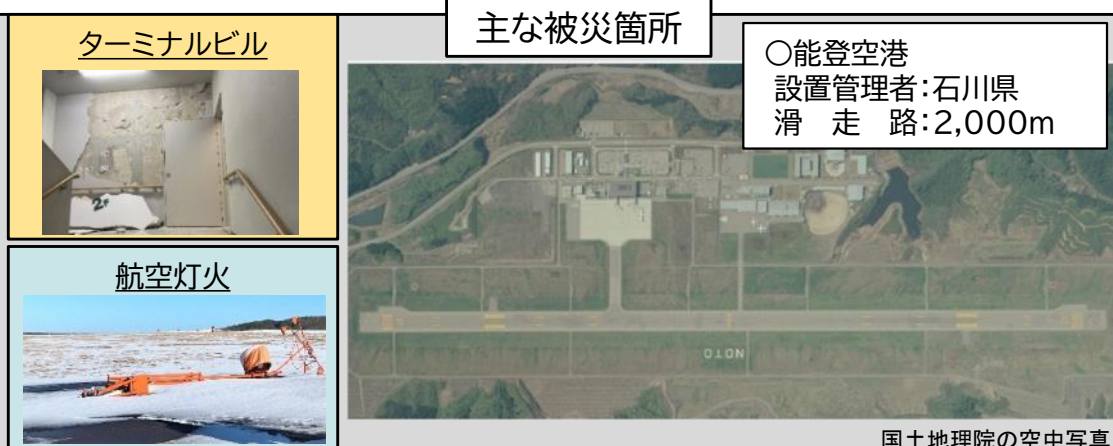 主な被災箇所
ターミナルビル
2F
航空灯火
○能登空港
設置管理者:石川県
滑 走 路:2,000m
NOTO
国土地理院の空中写真